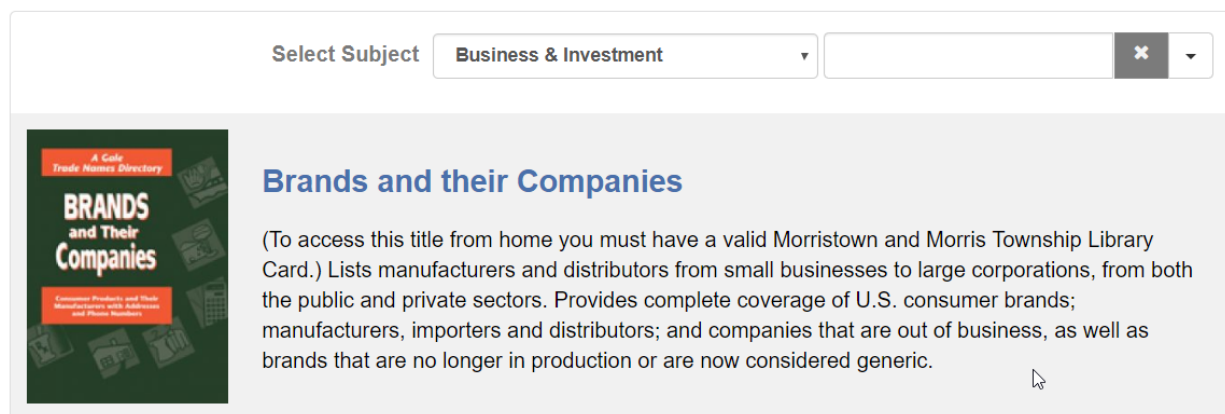 Select Subject Business & Investment
A Gale
Trade Names Directory
BRANDS
and Their
Companies
Consumer Products and Their
Manufacturers with Addresses
and Phone Numbers
Brands and their Companies
(To access this title from home you must have a valid Morristown and Morris Township Library
Card.) Lists manufacturers and distributors from small businesses to large corporations, from both
the public and private sectors. Provides complete coverage of U.S. consumer brands;
manufacturers, importers and distributors; and companies that are out of business, as well as
brands that are no longer in production or are now considered generic.